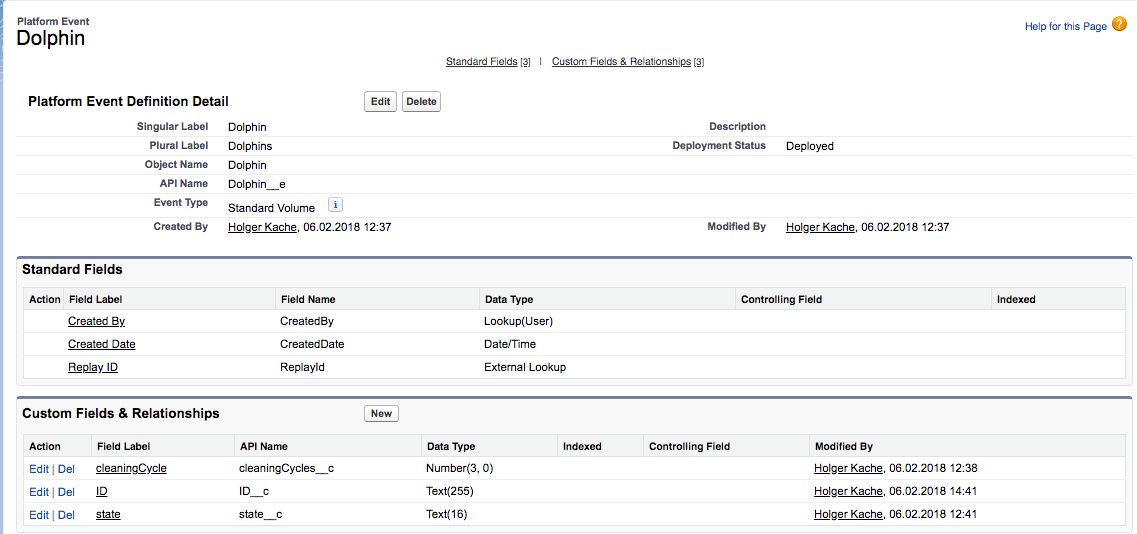 Platform Event
Dolphin
Help for this Page ?
Standard Fields [3] | Custom Fields & Relationships [3]
Platform Event Definition Detail Edit Delete
Singular Label Dolphin Description
Plural Label Dolphins Deployment Status Deployed
Object Name Dolphin
API Name Dolphin__e
Event Type Standard Volume i
Created By Holger Kache, 06.02.2018 12:37 Modified By Holger Kache, 06.02.2018 12:37
Standard Fields
Action Field Label Field Name Data Type Controlling Field Indexed
Created By CreatedBy Lookup(User)
Created Date CreatedDate Date/Time
Replay ID ReplayId External Lookup
Custom Fields & Relationships New
Action Field Label API Name Data Type Indexed Controlling Field Modified By
Edit | Del cleaningCycle cleaningCycles__c Number(3, 0) Holger Kache, 06.02.2018 12:38
Edit | Del ID ID__c Text(255) Holger Kache, 06.02.2018 14:41
Edit | Del state state__c Text(16) Holger Kache, 06.02.2018 12:41